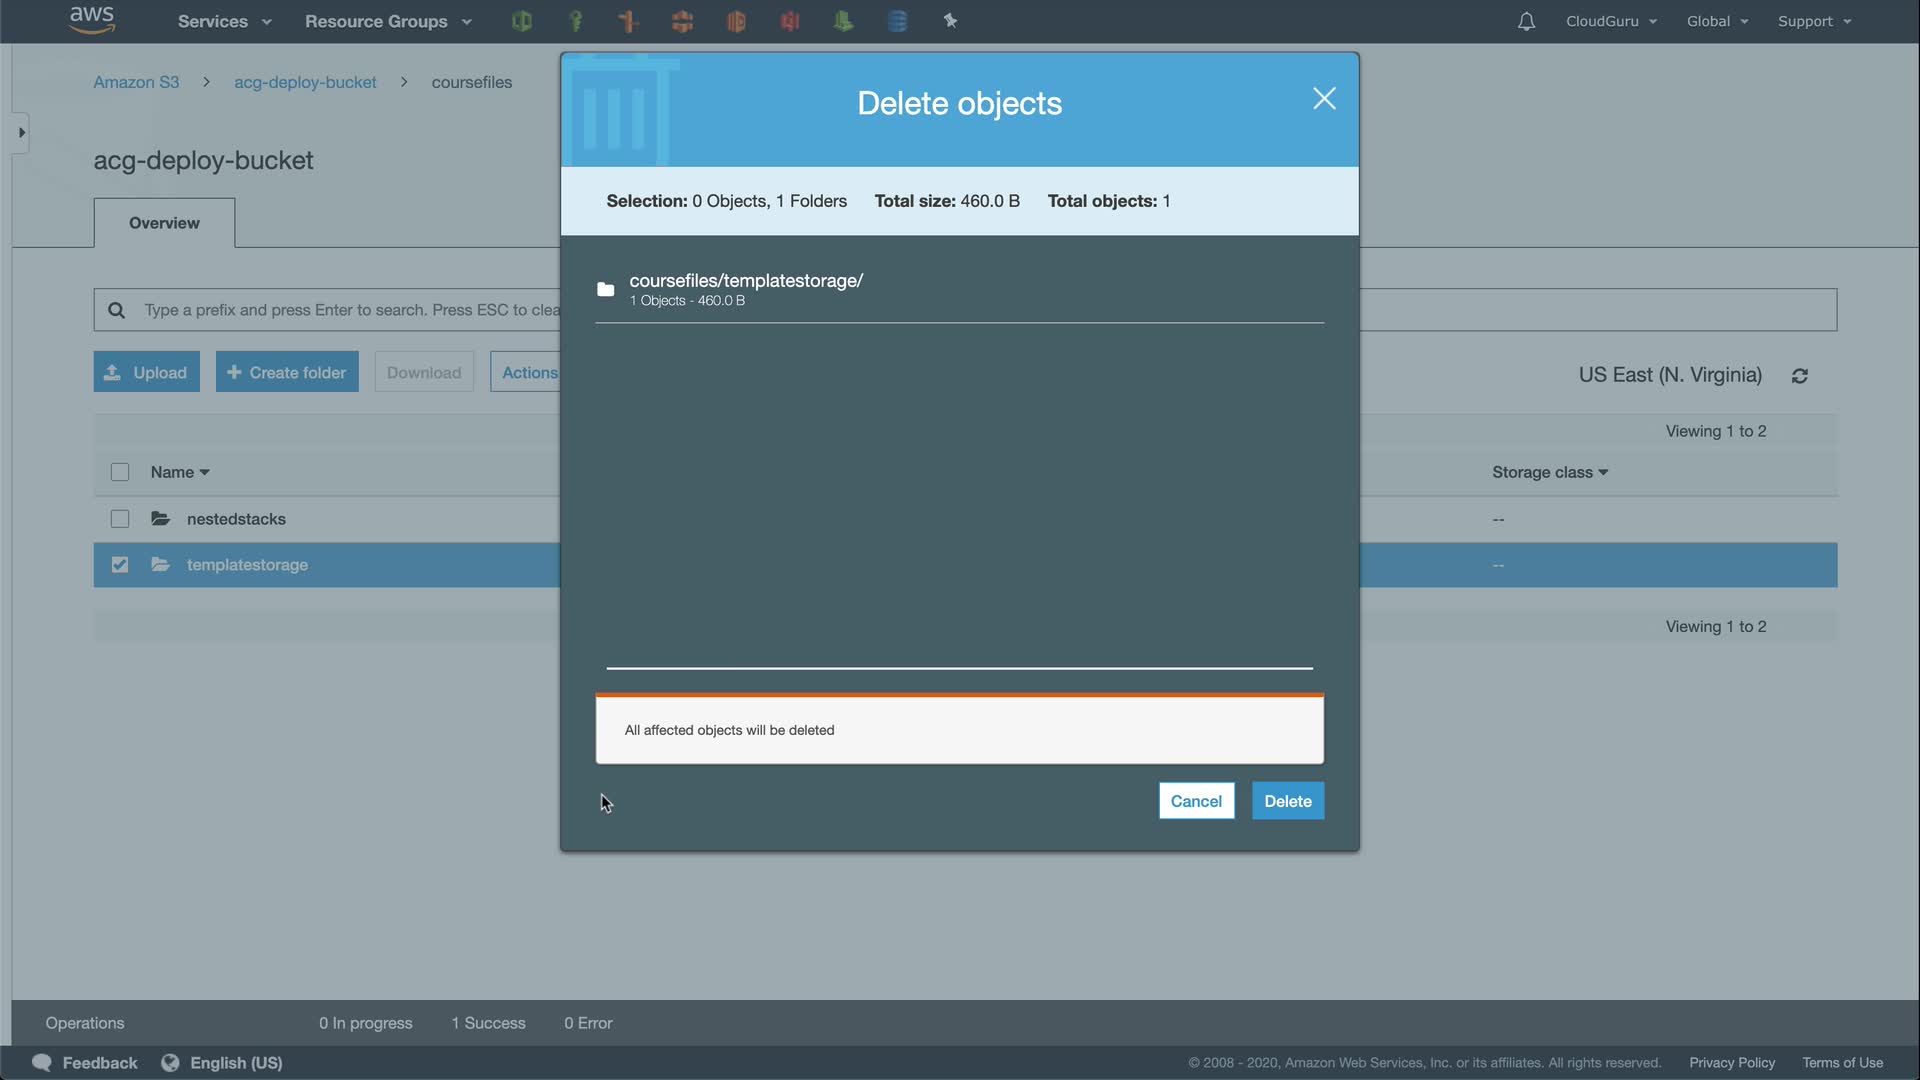 aws
Services
Resource Groups
CloudGuru
Global
Support
Amazon S3
acg-deploy-bucket
coursefiles
acg-deploy-bucket
Overview
Type a prefix and press Enter to search. Press ESC to clea
Upload
Create folder
Download
Actions
US East (N. Virginia)
Viewing 1 to 2
Name
Storage class
nestedstacks
--
templatestorage
--
Viewing 1 to 2
Delete objects
Selection: 0 Objects, 1 Folders
Total size: 460.0 B
Total objects: 1
coursefiles/templatestorage/
1 Objects - 460.0 B
All affected objects will be deleted
Cancel
Delete
Operations
0 In progress
1 Success
0 Error
Feedback
English (US)
© 2008 - 2020, Amazon Web Services, Inc. or its affiliates. All rights reserved.
Privacy Policy
Terms of Use